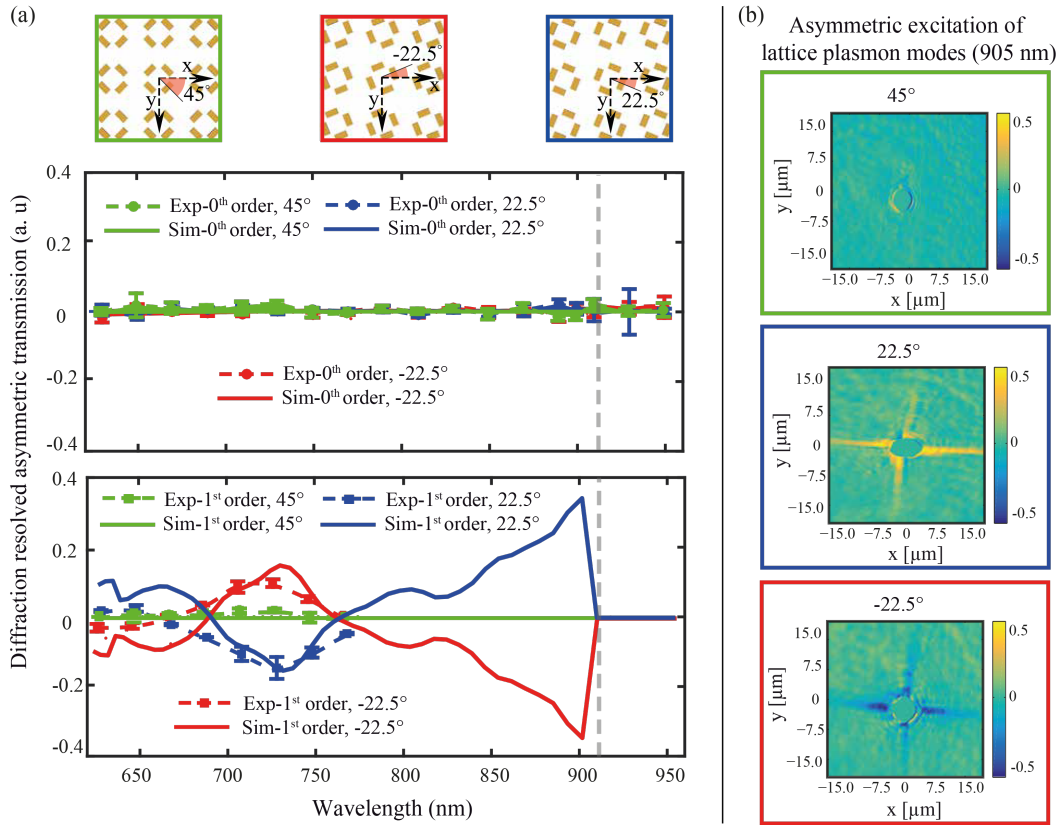 (a)
x
y
45°
-22.5°
x
y
x
y
22.5°
Diffraction resolved asymmetric transmission (a. u)
0.4
0.2
0
-0.2
-0.4
Exp-0th order, 45°
Sim-0th order, 45°
Exp-0th order, 22.5°
Sim-0th order, 22.5°
Exp-0th order, -22.5°
Sim-0th order, -22.5°
0.4
0.2
0
-0.2
-0.4
Exp-1st order, 45°
Sim-1st order, 45°
Exp-1st order, 22.5°
Sim-1st order, 22.5°
Exp-1st order, -22.5°
Sim-1st order, -22.5°
650 700 750 800 850 900 950
Wavelength (nm)
(b)
Asymmetric excitation of
lattice plasmon modes (905 nm)
45°
y [µm]
15.0
7.5
0
−7.5
−15.0
−15.0 −7.5 0 7.5 15.0
x [µm]
0.5
0
-0.5
22.5°
y [µm]
15.0
7.5
0
−7.5
−15.0
−15.0 −7.5 0 7.5 15.0
x [µm]
0.5
0
-0.5
-22.5°
y [µm]
15.0
7.5
0
−7.5
−15.0
−15.0 −7.5 0 7.5 15.0
x [µm]
0.5
0
-0.5